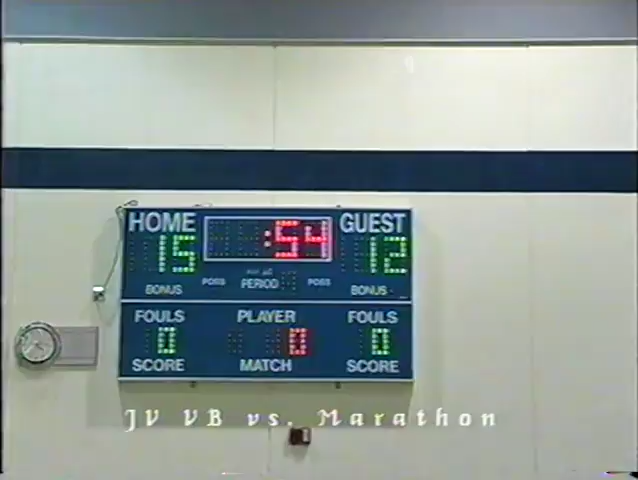 HOME :54 GUEST
15 12
POSS PERIOD POSS
BONUS BONUS
FOULS PLAYER FOULS
0 0 0
SCORE MATCH SCORE
JV VB vs. Marathon